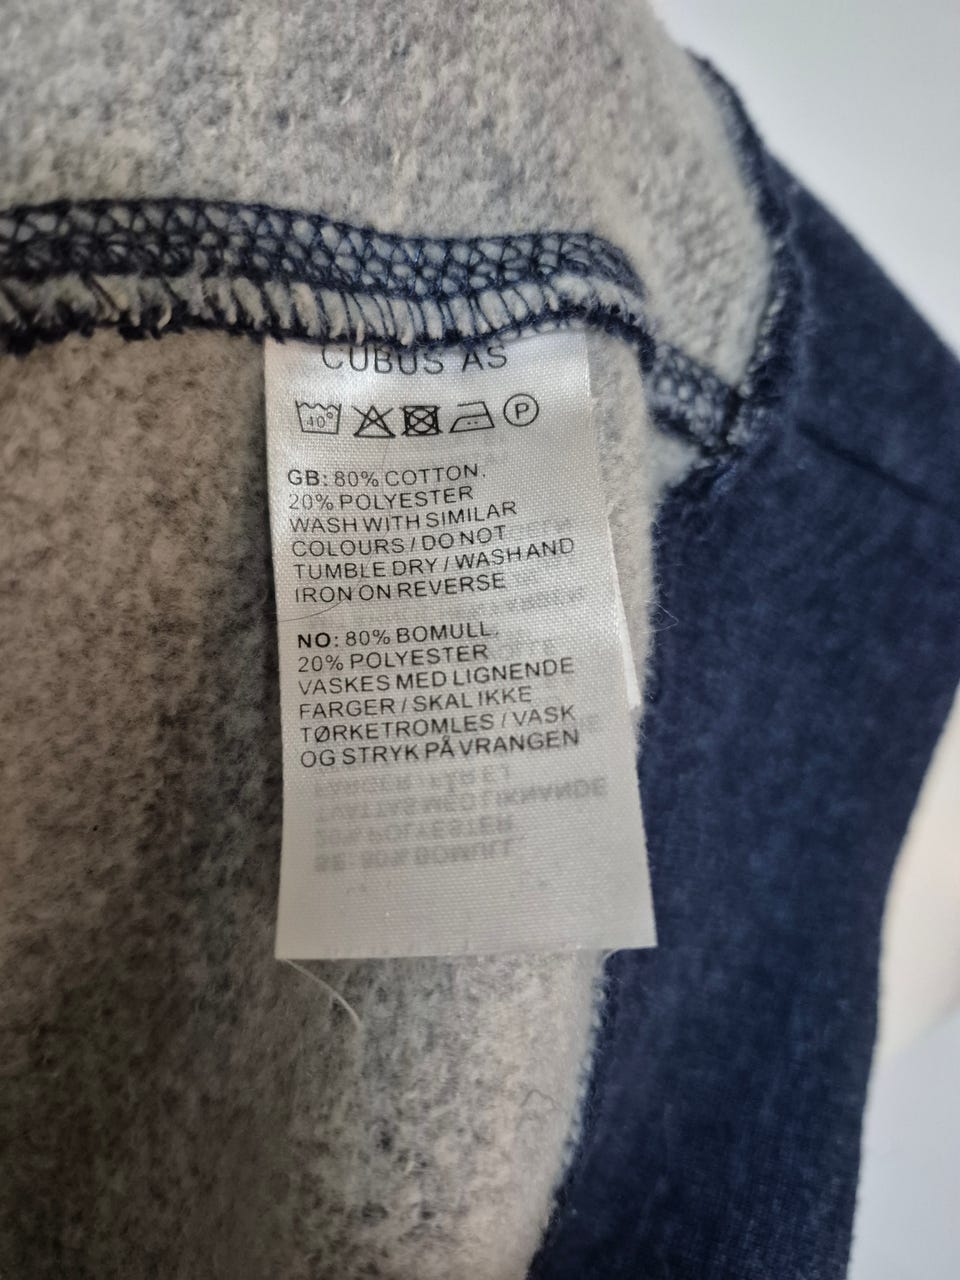 CUBUS AS
40°
P
GB: 80% COTTON,
20% POLYESTER
WASH WITH SIMILAR
COLOURS / DO NOT
TUMBLE DRY / WASH AND
IRON ON REVERSE
NO: 80% BOMULL,
20% POLYESTER
VASKES MED LIGNENDE
FARGER / SKAL IKKE
TØRKETROMLES / VASK
OG STRYK PÅ VRANGEN